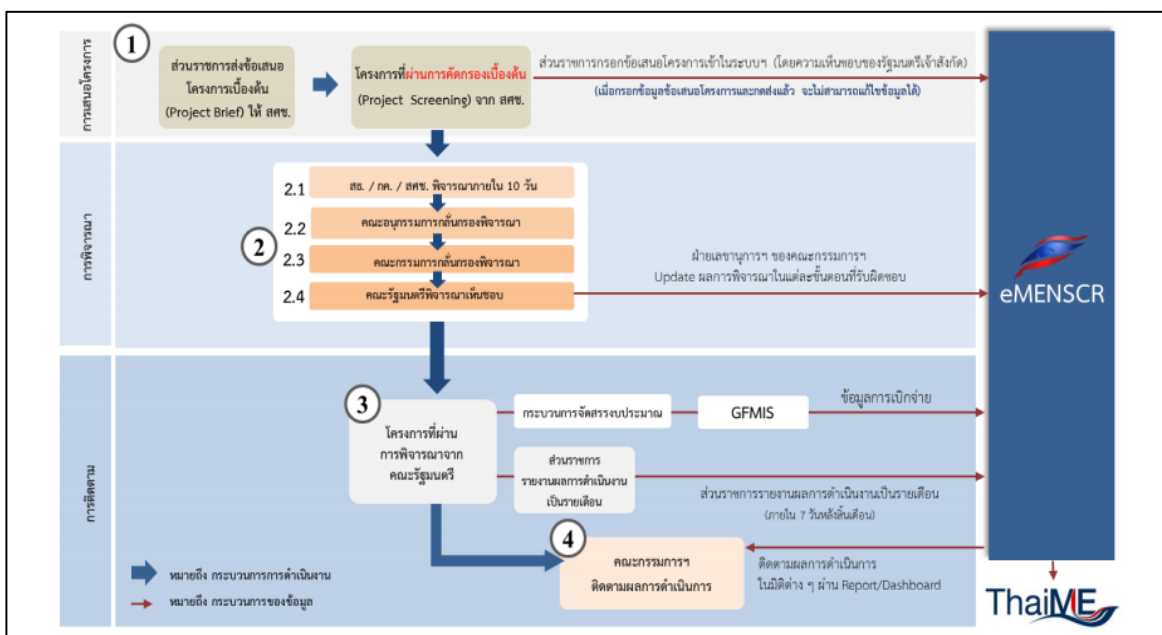 การเสนอโครงการ
1
ส่วนราชการส่งข้อเสนอ
โครงการเบื้องต้น
(Project Brief) ให้ สศช.
โครงการที่ผ่านการคัดกรองเบื้องต้น
(Project Screening) จาก สศช.
ส่วนราชการกรอกข้อเสนอโครงการเข้าในระบบฯ (โดยความเห็นชอบของรัฐมนตรีเจ้าสังกัด)
(เมื่อกรอกข้อมูลข้อเสนอโครงการและกดส่งแล้ว จะไม่สามารถแก้ไขข้อมูลได้)
การพิจารณา
2
2.1 สธ. / กค. / สศช. พิจารณาภายใน 10 วัน
2.2 คณะอนุกรรมการกลั่นกรองพิจารณา
2.3 คณะกรรมการกลั่นกรองพิจารณา
2.4 คณะรัฐมนตรีพิจารณาเห็นชอบ
ฝ่ายเลขานุการฯ ของคณะกรรมการฯ
Update ผลการพิจารณาในแต่ละขั้นตอนที่รับผิดชอบ
eMENSCR
การติดตาม
3
โครงการที่ผ่าน
การพิจารณาจาก
คณะรัฐมนตรี
กระบวนการจัดสรรงบประมาณ
GFMIS
ข้อมูลการเบิกจ่าย
ส่วนราชการ
รายงานผลการดำเนินงาน
เป็นรายเดือน
ส่วนราชการรายงานผลการดำเนินงานเป็นรายเดือน
(ภายใน 7 วันหลังสิ้นเดือน)
4
คณะกรรมการฯ
ติดตามผลการดำเนินการ
ติดตามผลการดำเนินการ
ในมิติต่าง ๆ ผ่าน Report/Dashboard
หมายถึง กระบวนการการดำเนินงาน
หมายถึง กระบวนการของข้อมูล
ThaiME